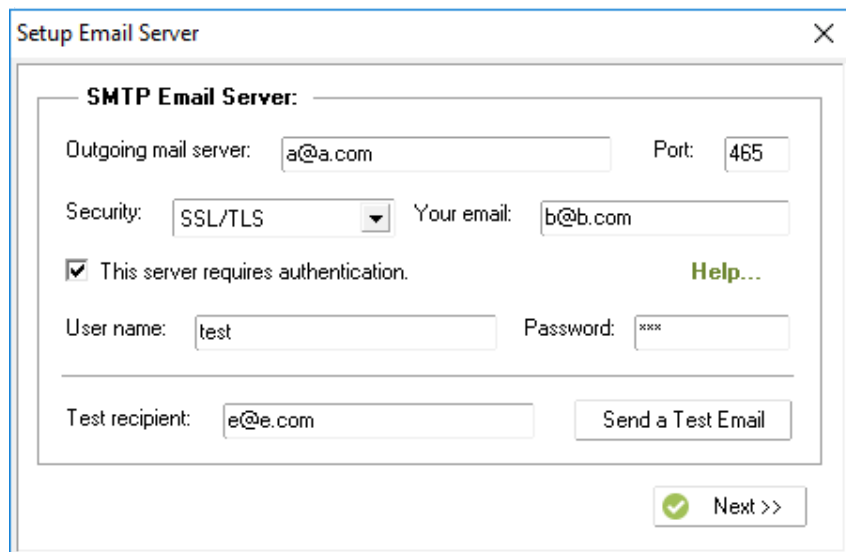 Setup Email Server
SMTP Email Server:
Outgoing mail server: a@a.com Port: 465
Security: SSL/TLS Your email: b@b.com
This server requires authentication. Help...
User name: test Password: ***
Test recipient: e@e.com Send a Test Email
Next >>